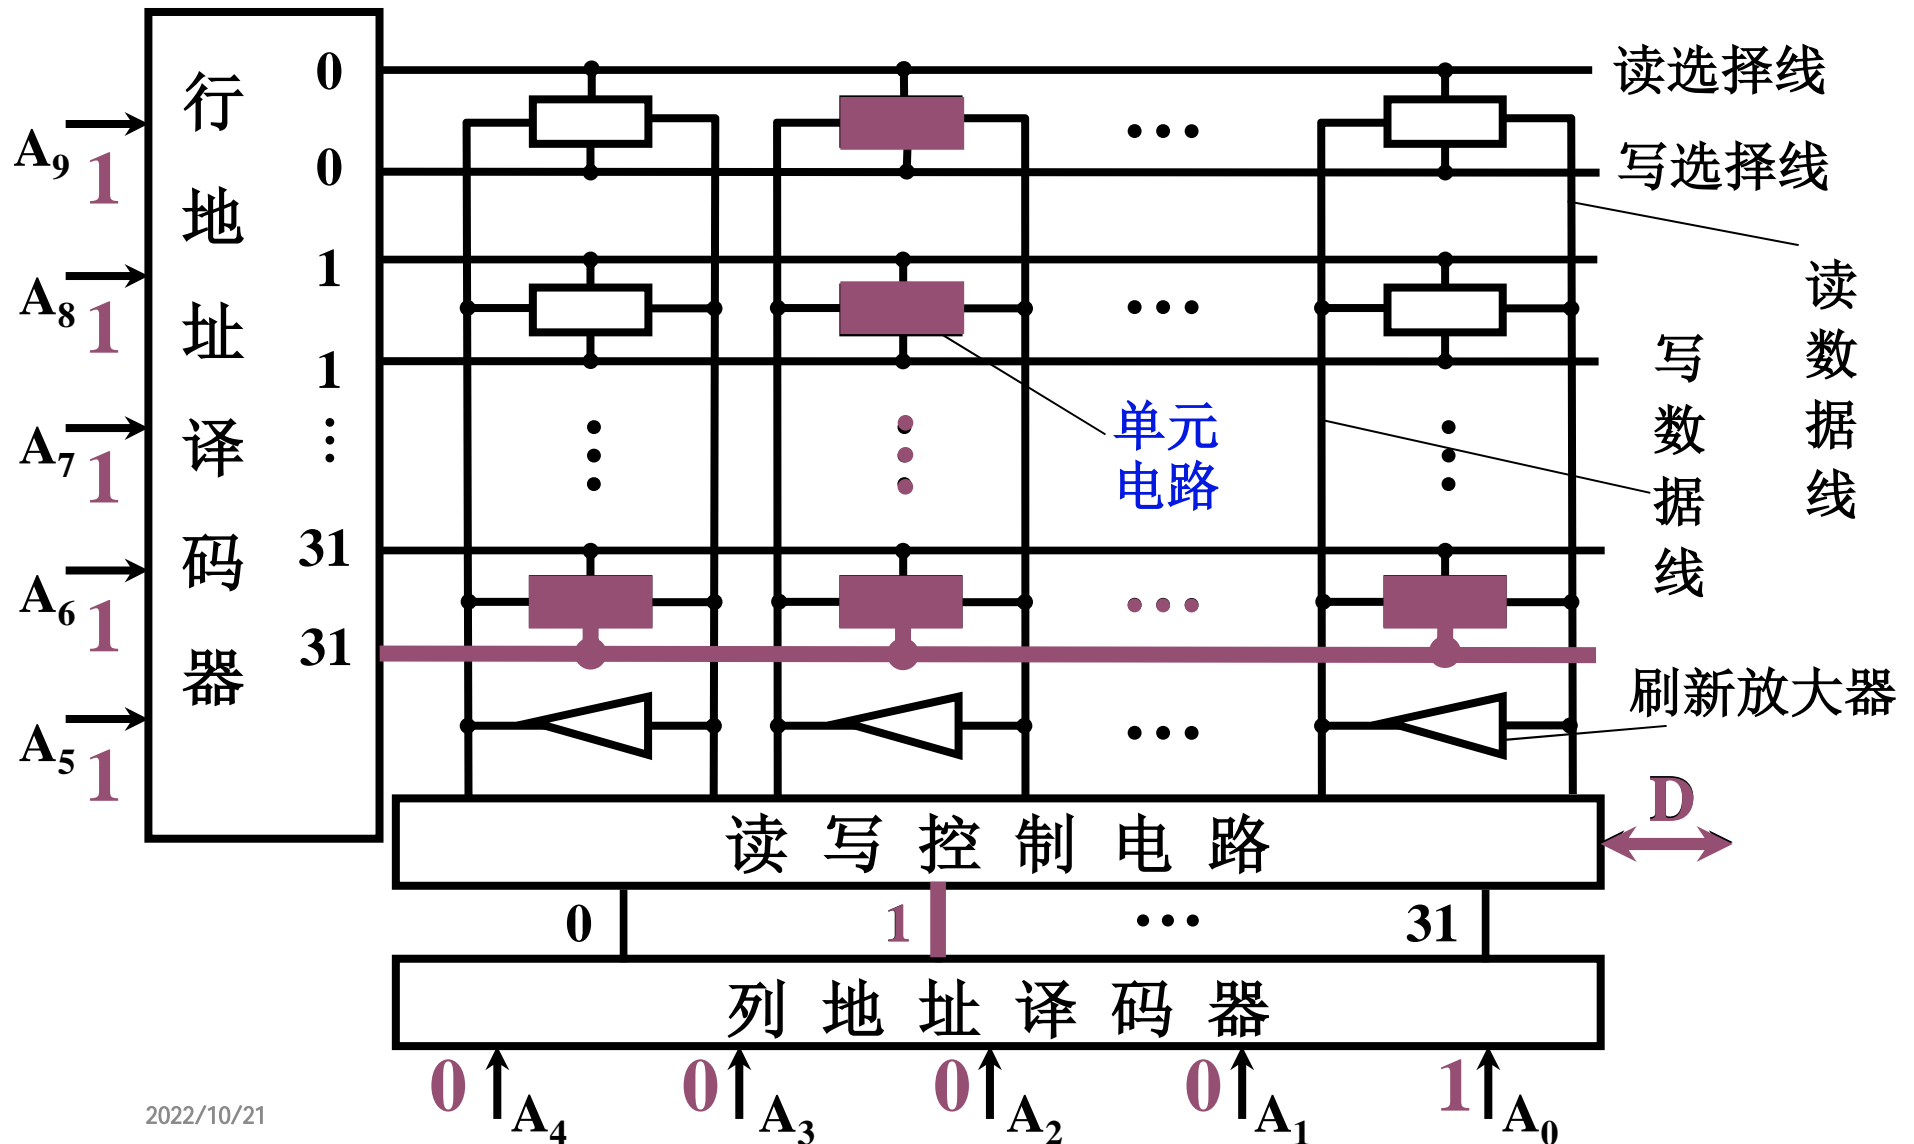 行地址译码器
A9 1
A8 1
A7 1
A6 1
A5 1
0
0
1
1
⋮
31
31
读选择线
写选择线
读数据线
写数据线
单元
电路
刷新放大器
D
读写控制电路
0 1 … 31
列地址译码器
0 0 0 0 1
A4 A3 A2 A1 A0
2022/10/21